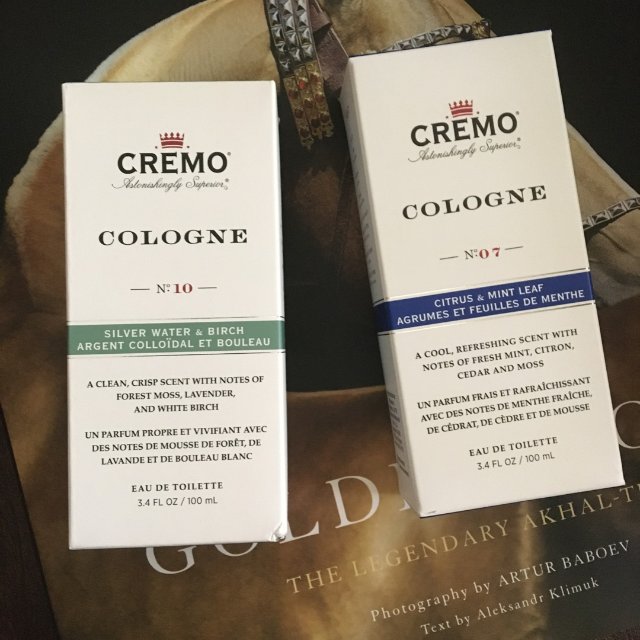 CREMO®
Astonishingly Superior®
COLOGNE
Nº 10
SILVER WATER & BIRCH
ARGENT COLLOÏDAL ET BOULEAU
A CLEAN, CRISP SCENT WITH NOTES OF
FOREST MOSS, LAVENDER,
AND WHITE BIRCH
UN PARFUM PROPRE ET VIVIFIANT AVEC
DES NOTES DE MOUSSE DE FORÊT, DE
LAVANDE ET DE BOULEAU BLANC
EAU DE TOILETTE
3.4 FL OZ / 100 mL
CREMO®
Astonishingly Superior®
COLOGNE
Nº 07
CITRUS & MINT LEAF
AGRUMES ET FEUILLES DE MENTHE
A COOL, REFRESHING SCENT WITH
NOTES OF FRESH MINT, CITRON,
CEDAR AND MOSS
UN PARFUM FRAIS ET RAFRAÎCHISSANT
AVEC DES NOTES DE MENTHE FRAÎCHE,
DE CÉDRAT, DE CÈDRE ET DE MOUSSE
EAU DE TOILETTE
3.4 FL OZ / 100 mL
THE LEGENDARY AKHAL-TE
Photography by ARTUR BABOEV
Text by Aleksandr Klimuk